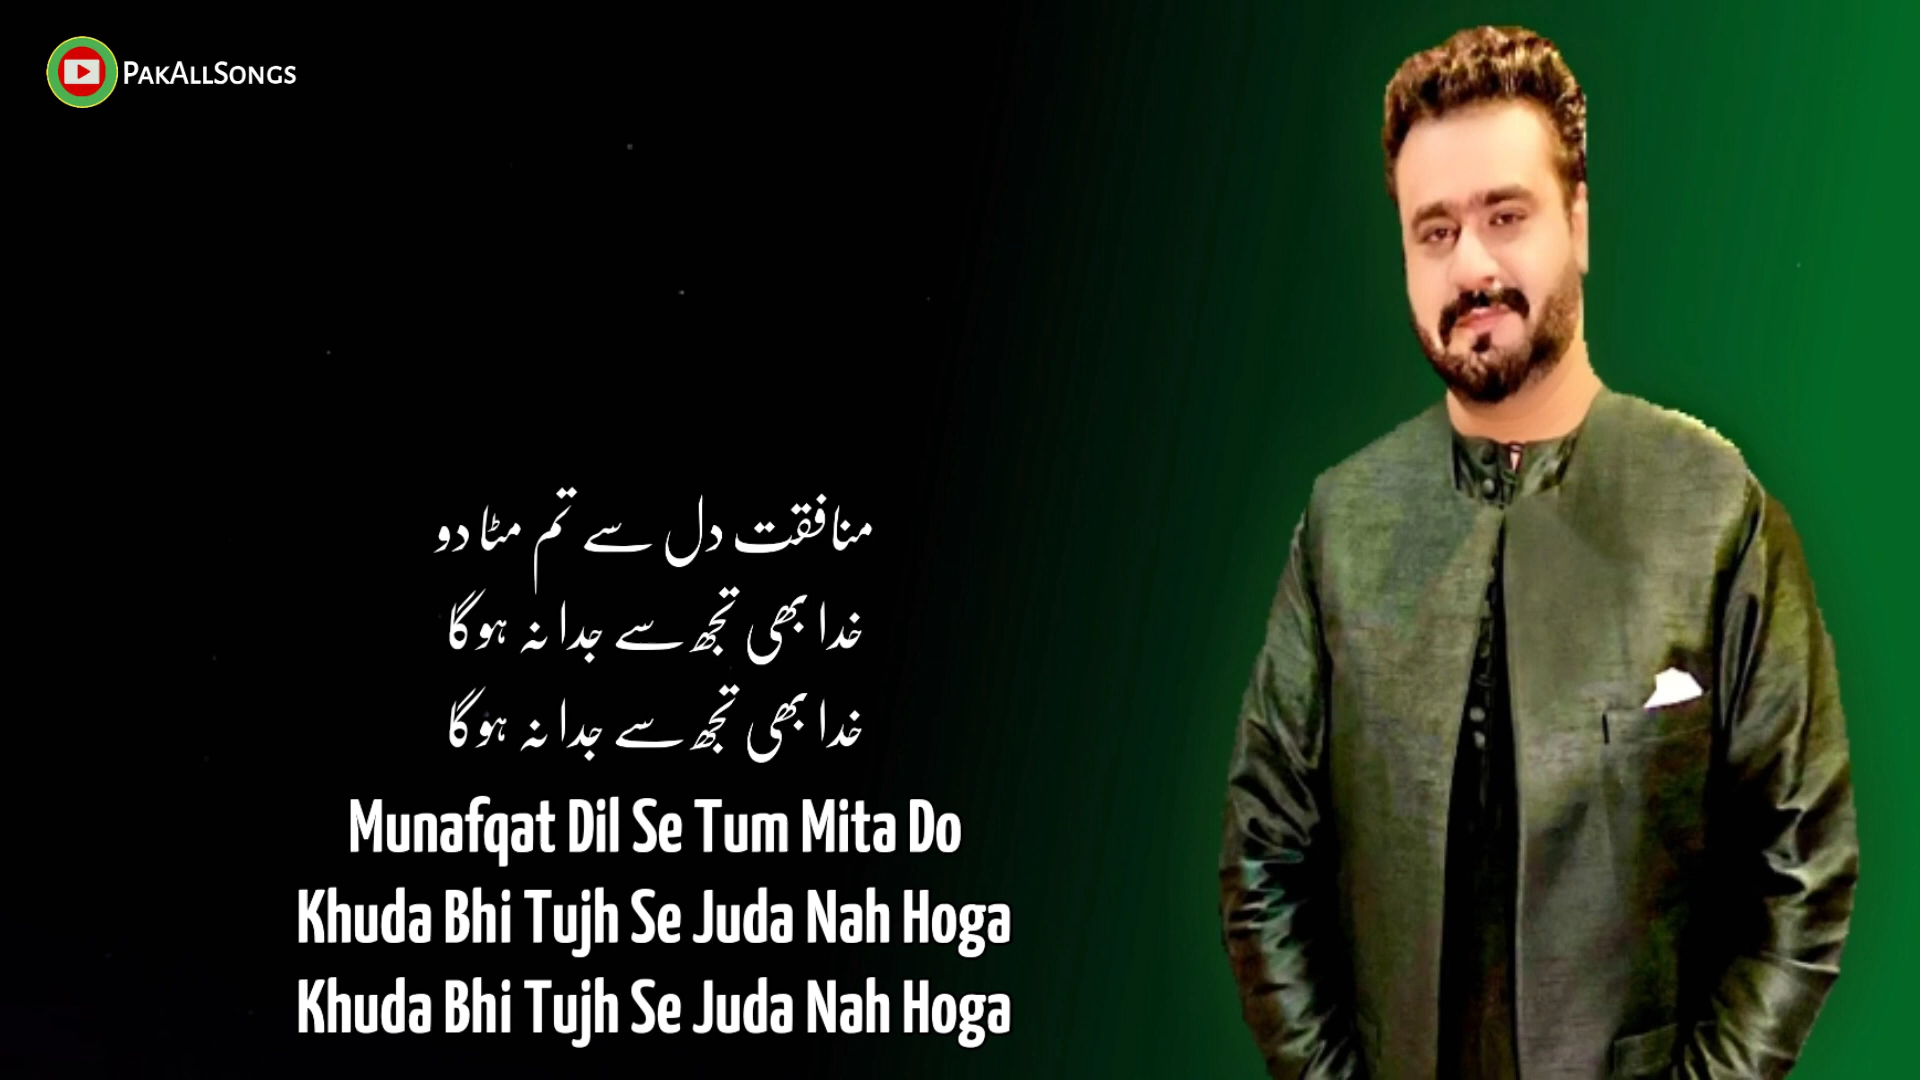 PakAllSongs
منافقت دل سے تم مٹا دو
خدا بھی تجھ سے جدا نہ ہو گا
خدا بھی تجھ سے جدا نہ ہو گا
Munafqat Dil Se Tum Mita Do
Khuda Bhi Tujh Se Juda Nah Hoga
Khuda Bhi Tujh Se Juda Nah Hoga